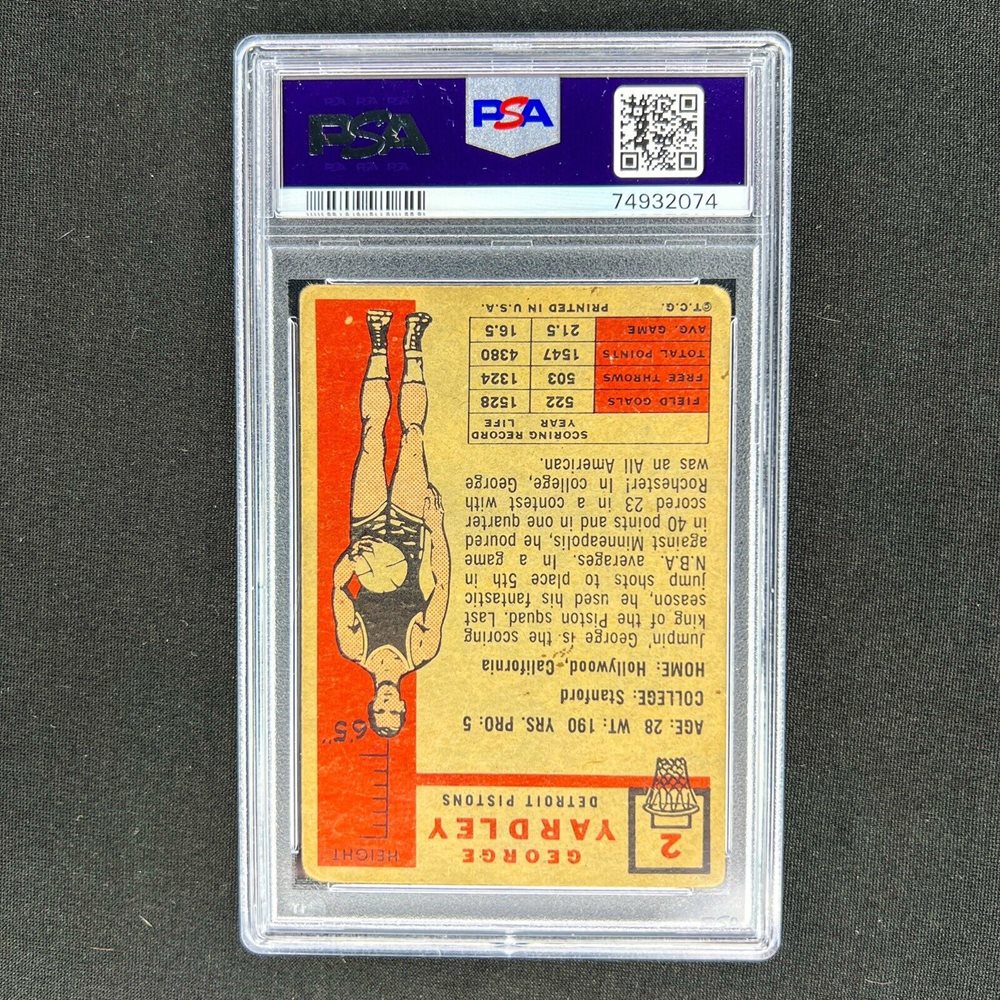 PSA
PSA
74932074
2
GEORGE
YARDLEY
DETROIT PISTONS
HEIGHT
6'5"
AGE: 28 WT: 190 YRS. PRO: 5
COLLEGE: Stanford
HOME: Hollywood, California
Jumpin' George is the scoring
king of the Piston squad. Last
season, he used his fantastic
jump shots to place 5th in
N.B.A. averages. In a game
against Minneapolis, he poured
in 40 points and in one quarter
scored 23 in a contest with
Rochester! In college, George
was an All American.
SCORING RECORD YEAR LIFE
FIELD GOALS 522 1528
FREE THROWS 503 1324
TOTAL POINTS 1547 4380
AVG. GAME 21.5 16.5
©T.C.G. PRINTED IN U.S.A.